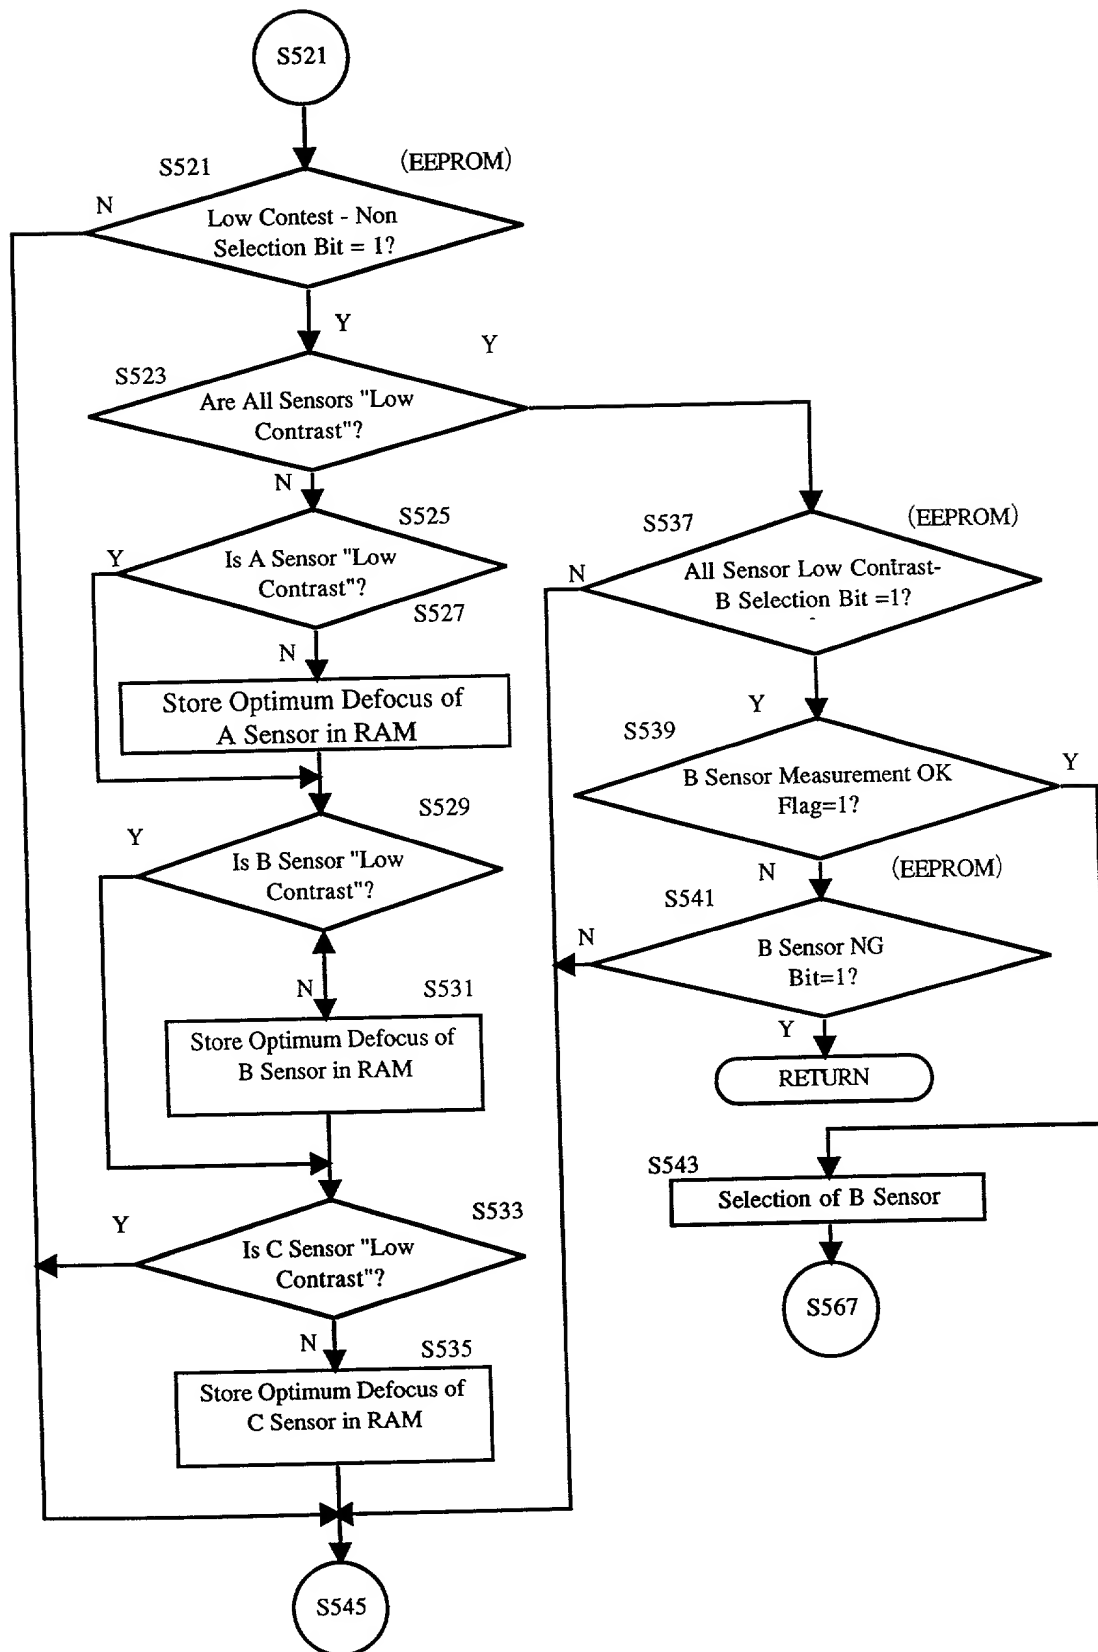 S521
S521
(EEPROM)
N
Low Contest - Non
Selection Bit = 1?
Y
Y
S523
Are All Sensors "Low
Contrast"?
N
S525
Y
Is A Sensor "Low
Contrast"?
S527
N
Store Optimum Defocus of
A Sensor in RAM
S529
Y
Is B Sensor "Low
Contrast"?
N
S531
Store Optimum Defocus of
B Sensor in RAM
S533
Y
Is C Sensor "Low
Contrast"?
N
S535
Store Optimum Defocus of
C Sensor in RAM
S545
S537
(EEPROM)
N
All Sensor Low Contrast-
B Selection Bit =1?
Y
S539
Y
B Sensor Measurement OK
Flag=1?
N
(EEPROM)
S541
N
B Sensor NG
Bit=1?
Y
RETURN
S543
Selection of B Sensor
S567